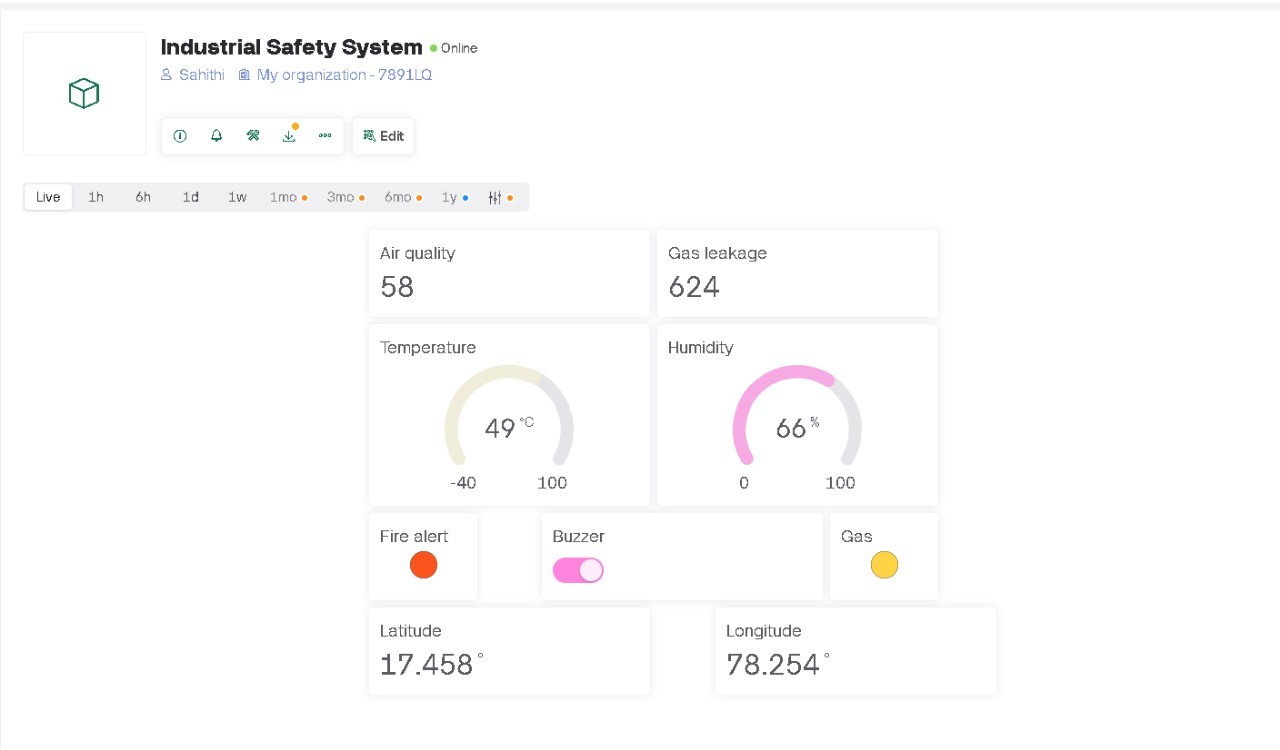 Industrial Safety System Online
Sahithi My organization - 7891LQ
Edit
Live 1h 6h 1d 1w 1mo 3mo 6mo 1y
Air quality Gas leakage
58 624
Temperature Humidity
49 °C 66 %
-40 100 0 100
Fire alert Buzzer Gas
Latitude Longitude
17.458° 78.254°